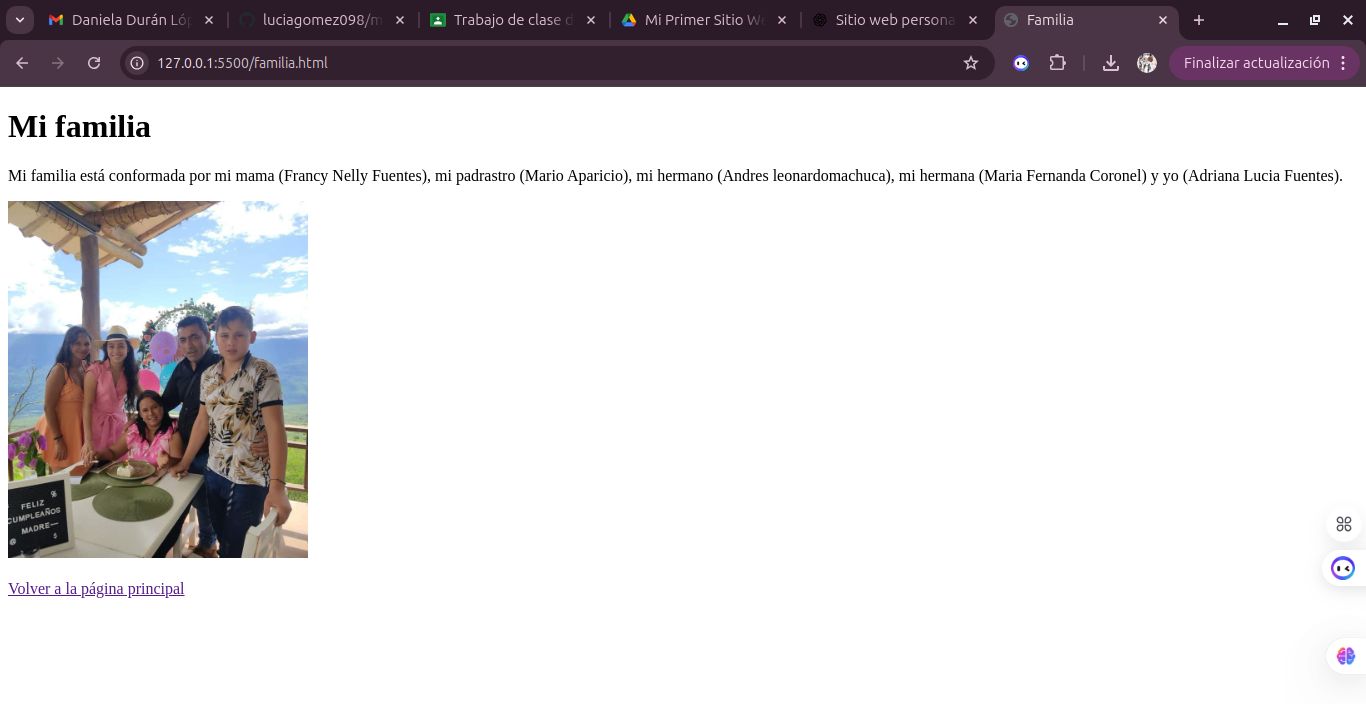 Daniela Durán Lóp
luciagomez098/m
Trabajo de clase d
Mi Primer Sitio We
Sitio web persona
Familia
127.0.0.1:5500/familia.html
Finalizar actualización
Mi familia
Mi familia está conformada por mi mama (Francy Nelly Fuentes), mi padrastro (Mario Aparicio), mi hermano (Andres leonardomachuca), mi hermana (Maria Fernanda Coronel) y yo (Adriana Lucia Fuentes).
FELIZ
CUMPLEAÑOS
MADRE—
Volver a la página principal